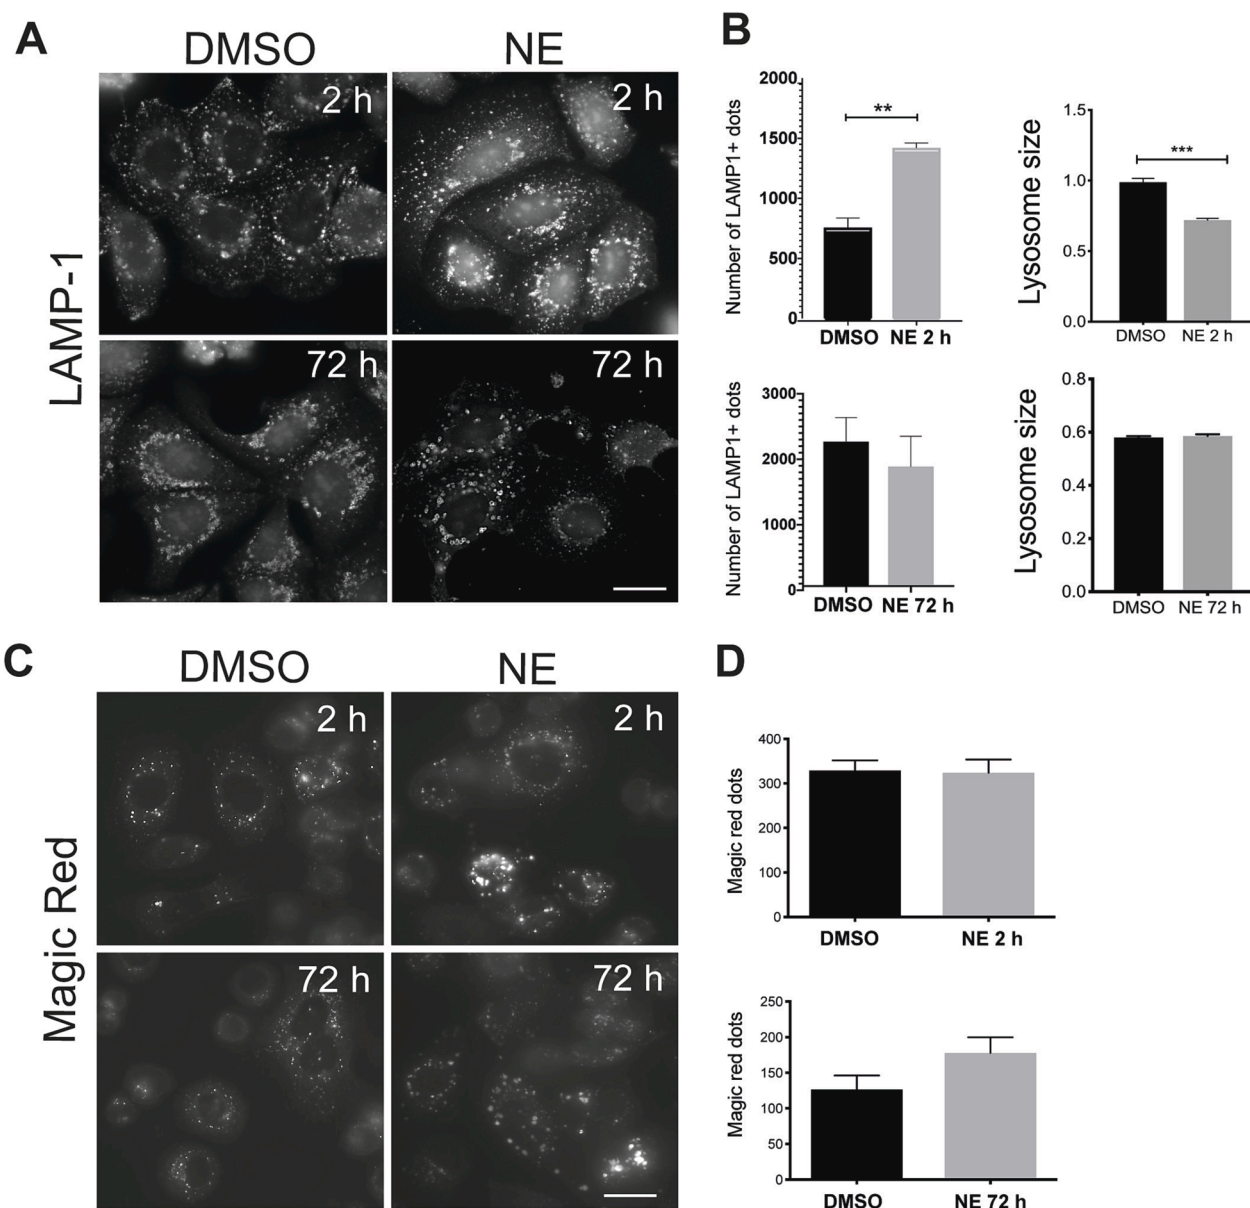 A
DMSO
NE
2 h
2 h
72 h
72 h
LAMP-1
B
Number of LAMP1+ dots
2000
1500
1000
500
0
**
DMSO
NE 2 h
Lysosome size
1.5
1.0
0.5
0.0
***
DMSO
NE 2 h
Number of LAMP1+ dots
3000
2000
1000
0
DMSO
NE 72 h
Lysosome size
0.8
0.6
0.4
0.2
0.0
DMSO
NE 72 h
C
DMSO
NE
2 h
2 h
72 h
72 h
Magic Red
D
Magic red dots
400
300
200
100
0
DMSO
NE 2 h
Magic red dots
250
200
150
100
50
0
DMSO
NE 72 h